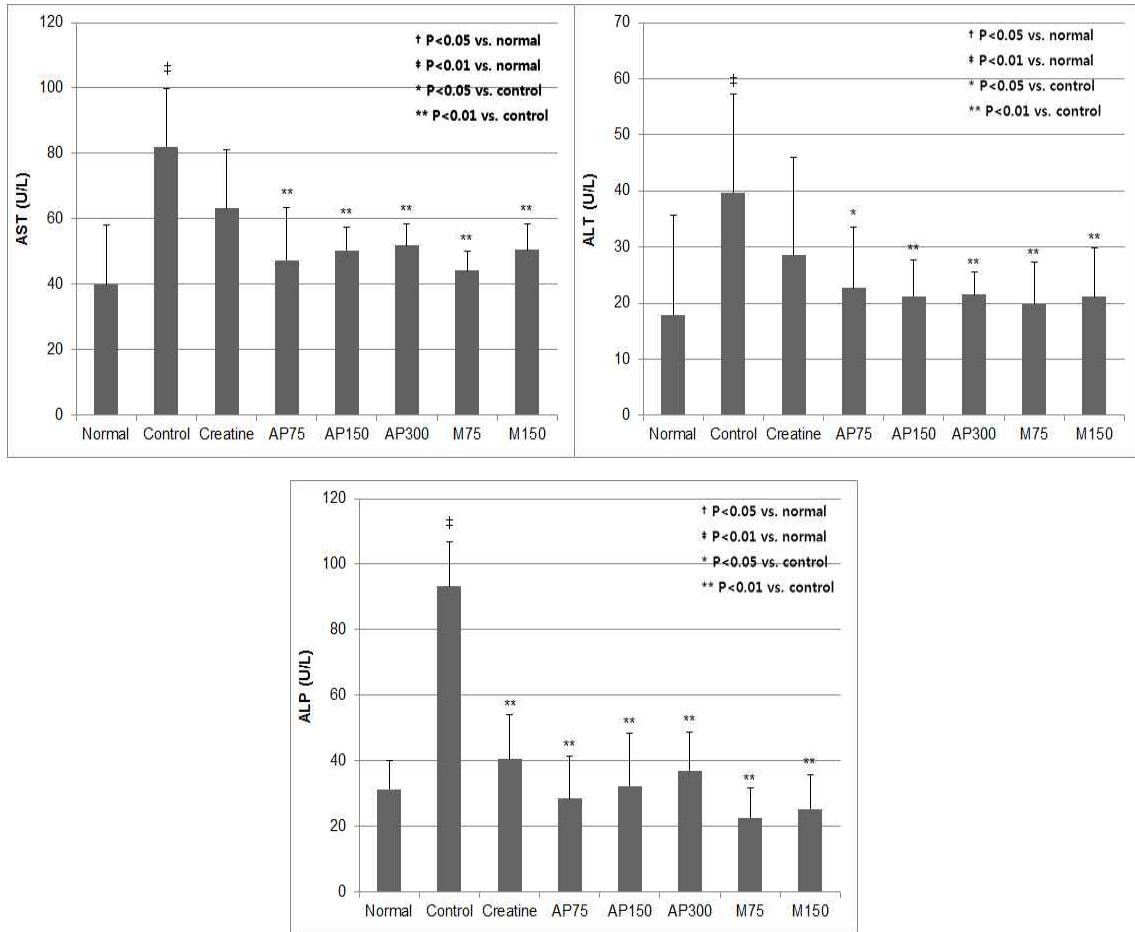 120
100
80
60
40
20
0
AST (U/L)
† P<0.05 vs. normal
‡ P<0.01 vs. normal
* P<0.05 vs. control
** P<0.01 vs. control
‡
**
**
**
**
**
Normal Control Creatine AP75 AP150 AP300 M75 M150
70
60
50
40
30
20
10
0
ALT (U/L)
† P<0.05 vs. normal
‡ P<0.01 vs. normal
* P<0.05 vs. control
** P<0.01 vs. control
‡
*
**
**
**
**
Normal Control Creatine AP75 AP150 AP300 M75 M150
120
100
80
60
40
20
0
ALP (U/L)
† P<0.05 vs. normal
‡ P<0.01 vs. normal
* P<0.05 vs. control
** P<0.01 vs. control
‡
**
**
**
**
**
**
Normal Control Creatine AP75 AP150 AP300 M75 M150